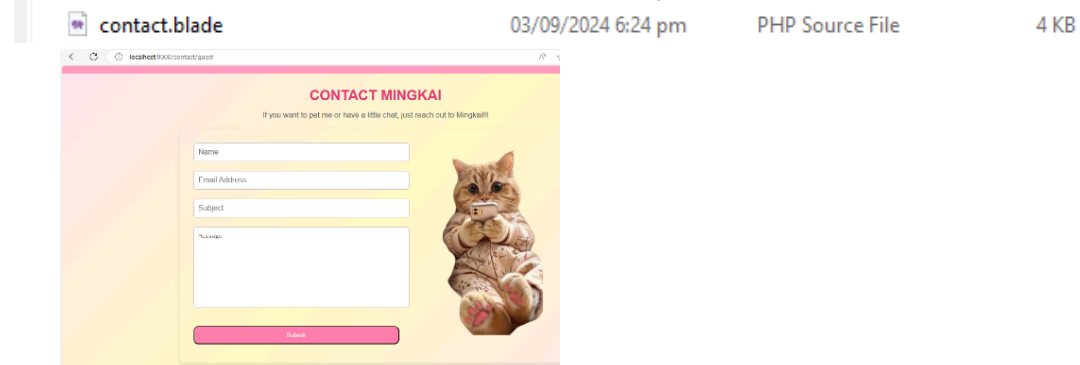 contact.blade 03/09/2024 6:24 pm PHP Source File 4 KB
localhost:8000/contact/guest
CONTACT MINGKAI
If you want to pet me or have a little chat, just reach out to Mingkai!!!
Name
Email Address
Subject
Message
Submit